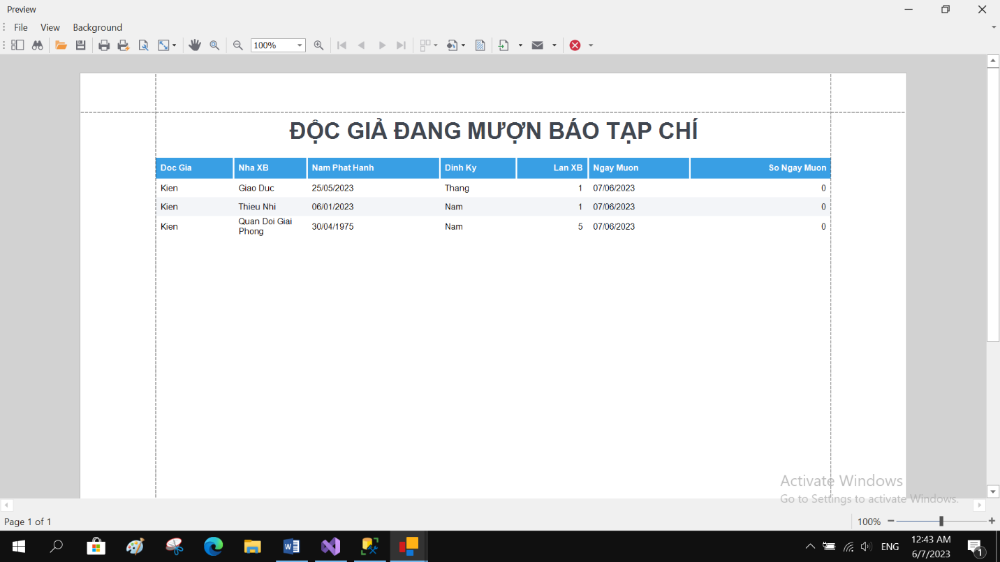 Preview
File View Background
100%
ĐỘC GIẢ ĐANG MƯỢN BÁO TẠP CHÍ
Doc Gia Nha XB Nam Phat Hanh Dinh Ky Lan XB Ngay Muon So Ngay Muon
Kien Giao Duc 25/05/2023 Thang 1 07/06/2023 0
Kien Thieu Nhi 06/01/2023 Nam 1 07/06/2023 0
Kien Quan Doi Giai Phong 30/04/1975 Nam 5 07/06/2023 0
Activate Windows
Go to Settings to activate Windows.
Page 1 of 1 100%
ENG 12:43 AM
6/7/2023 1